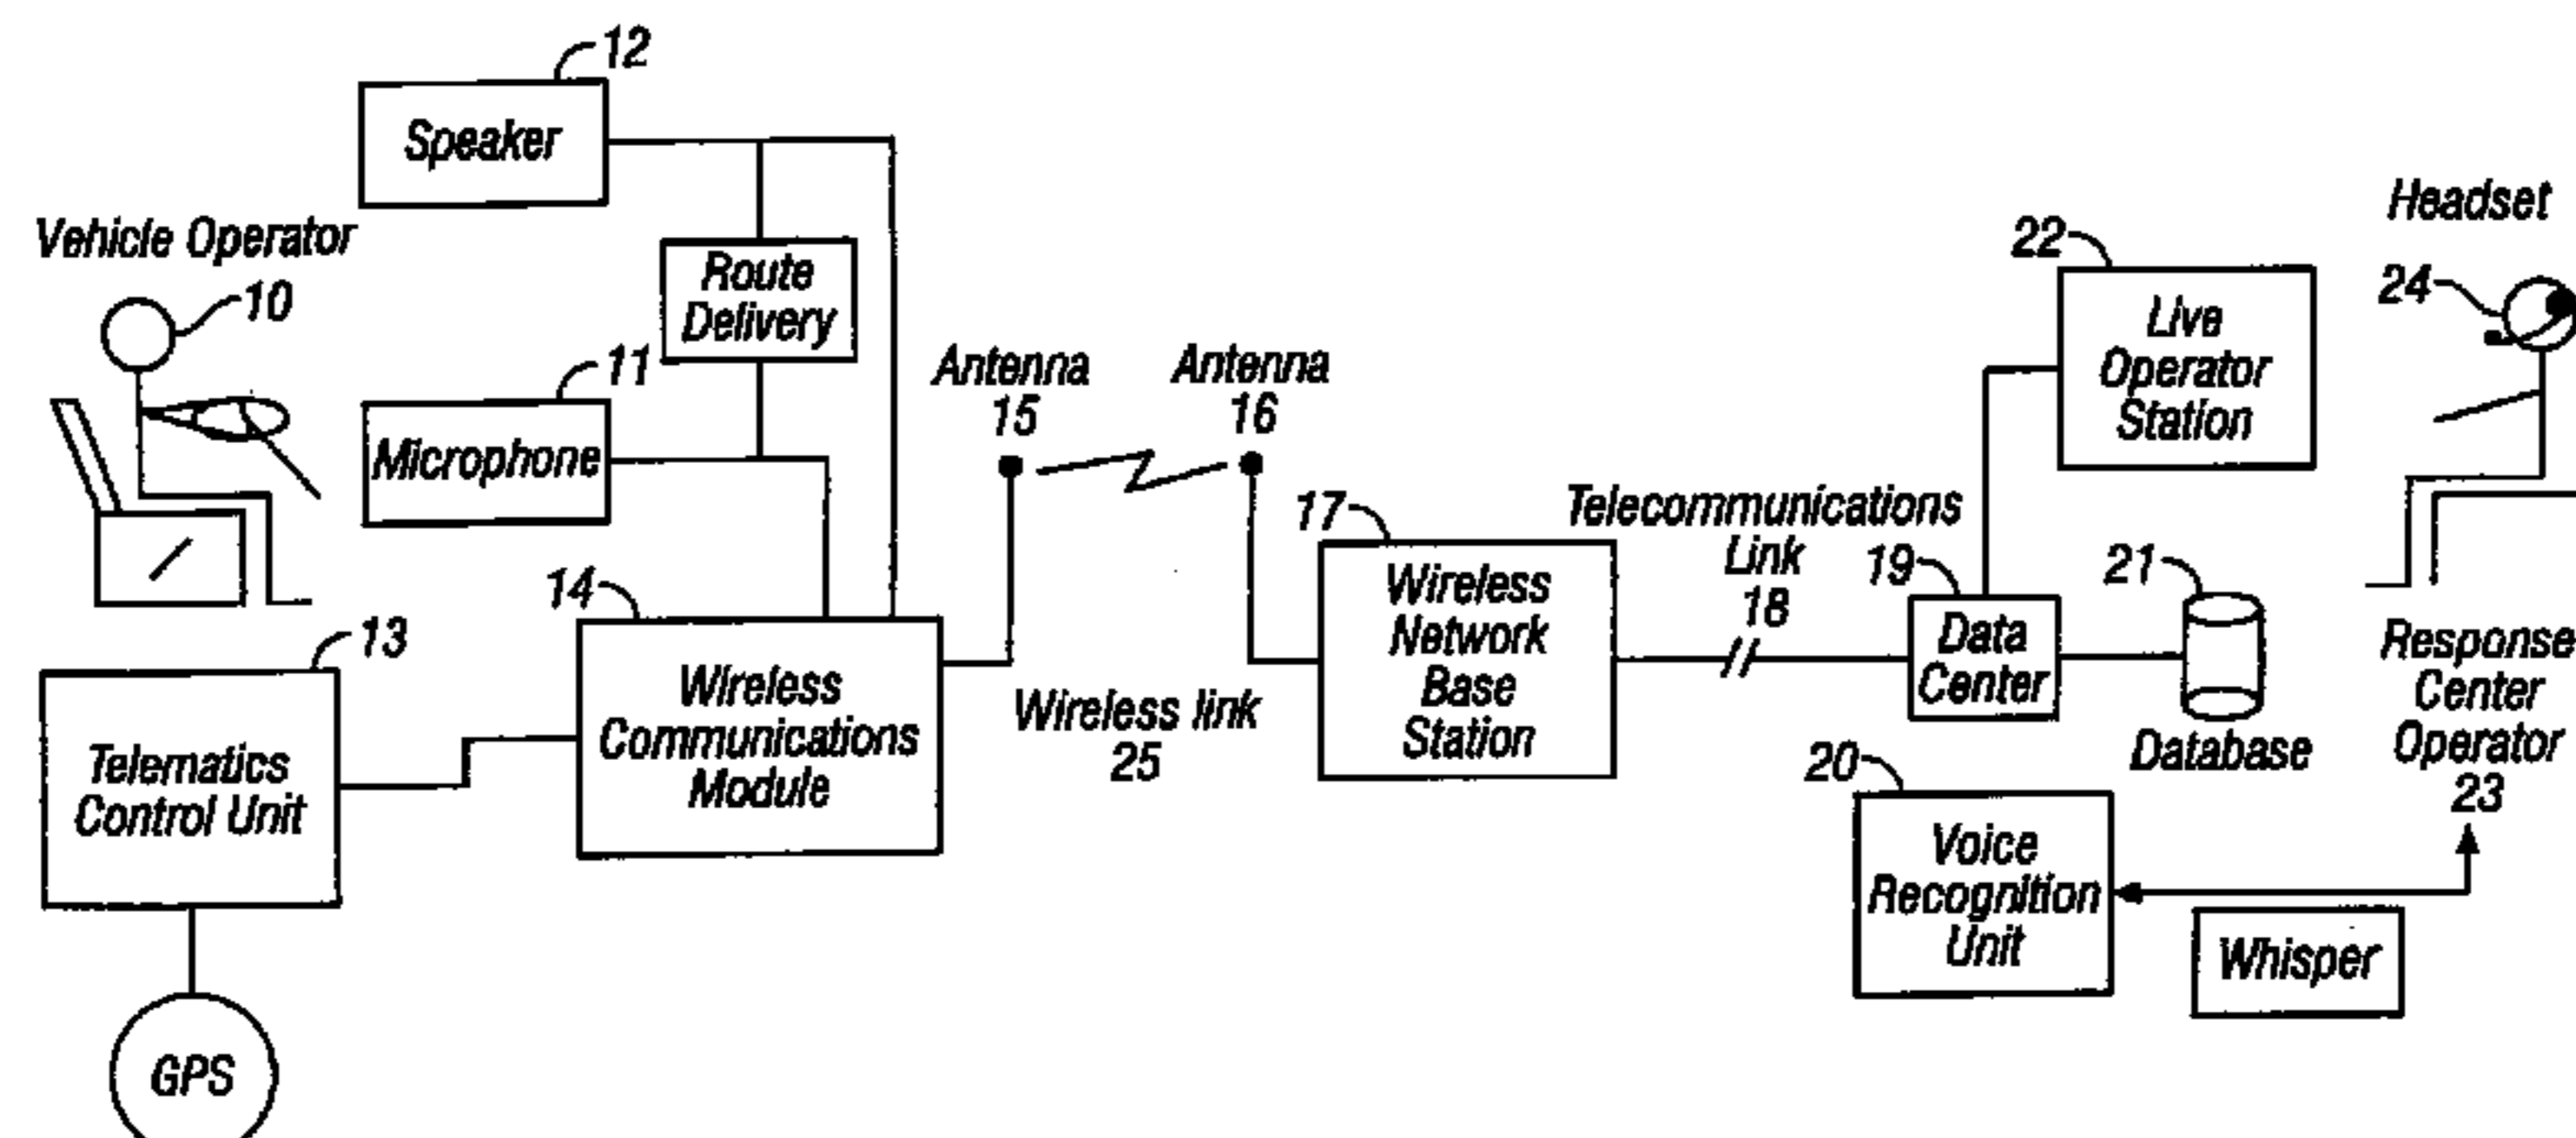 12
Speaker
Vehicle Operator
10
Route
Delivery
11
Microphone
Antenna
15
Antenna
16
13
Telematics
Control Unit
GPS
14
Wireless
Communications
Module
Wireless link
25
17
Wireless
Network
Base
Station
Telecommunications
Link
18
19
Data
Center
22
Live
Operator
Station
21
Database
20
Voice
Recognition
Unit
Whisper
Headset
24
Response
Center
Operator
23